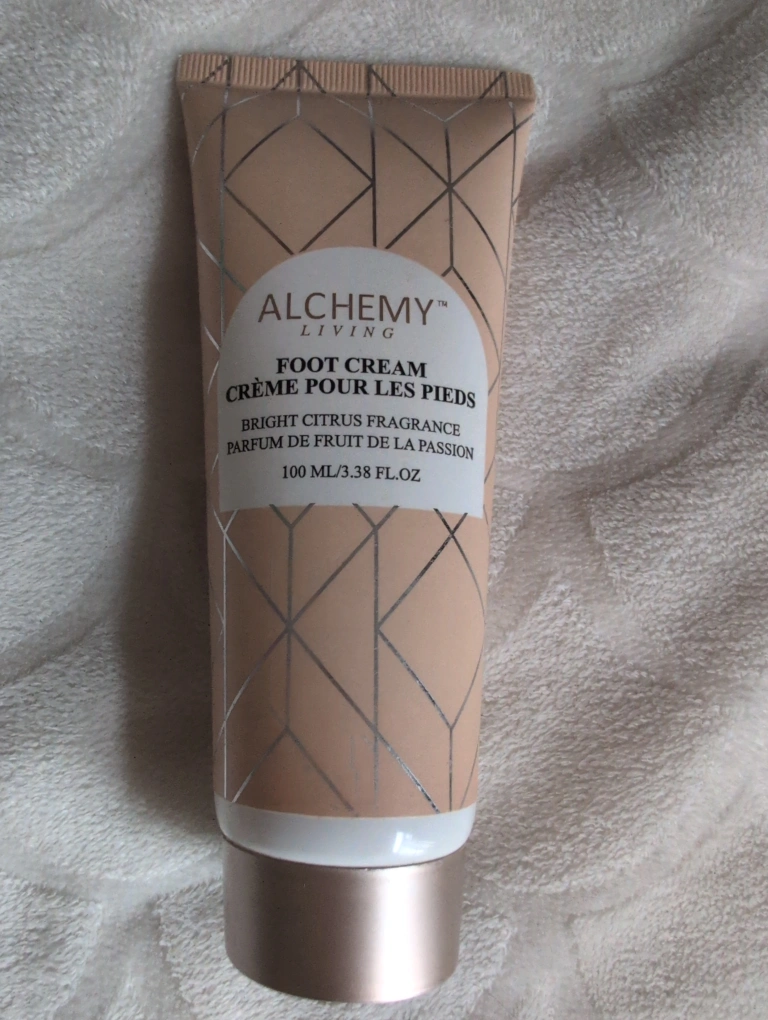 ALCHEMY™
LIVING
FOOT CREAM
CRÈME POUR LES PIEDS
BRIGHT CITRUS FRAGRANCE
PARFUM DE FRUIT DE LA PASSION
100 ML/3.38 FL.OZ